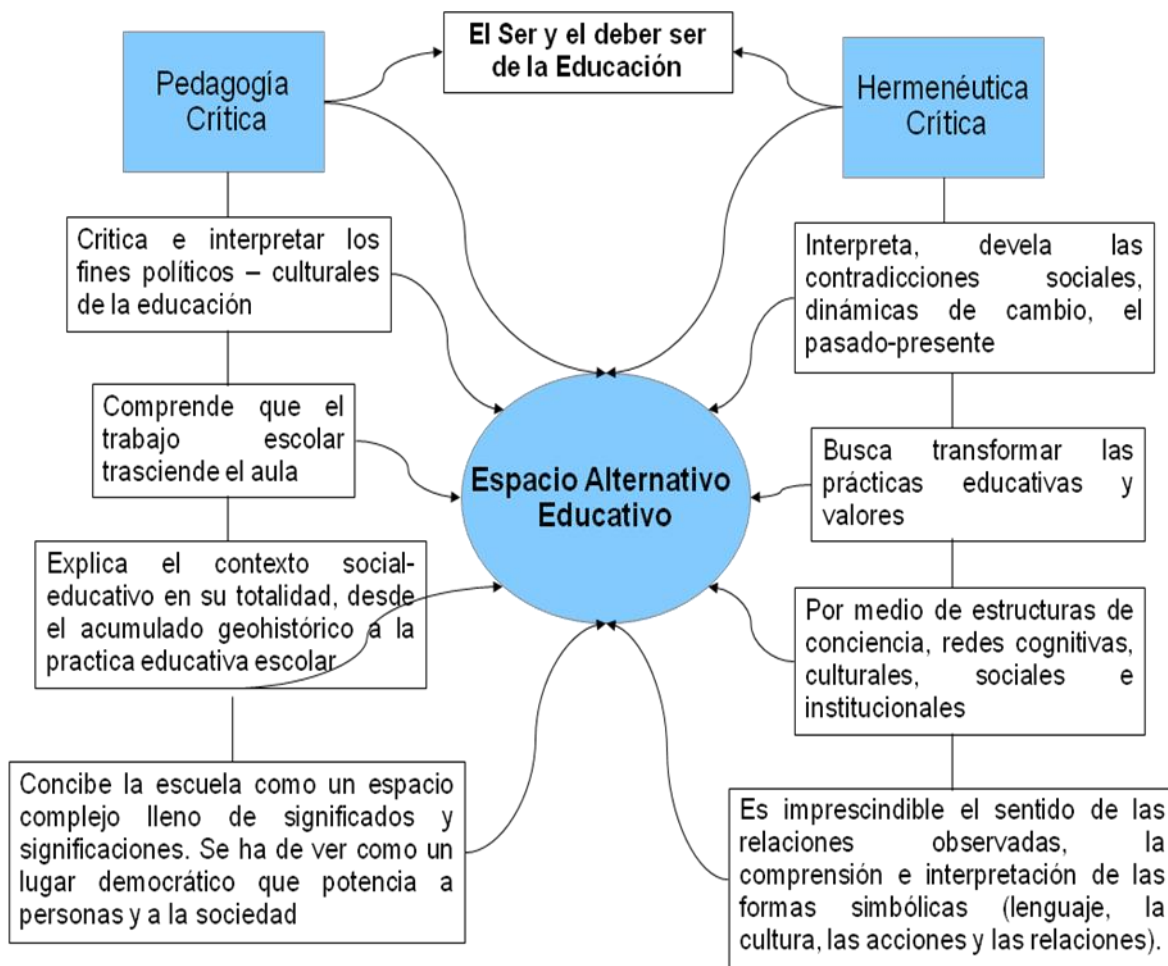 El Ser y el deber ser
de la Educación
Pedagogía
Crítica
Hermenéutica
Crítica
Critica e interpretar los
fines políticos – culturales
de la educación
Interpreta, devela las
contradicciones sociales,
dinámicas de cambio, el
pasado-presente
Comprende que el
trabajo escolar
trasciende el aula
Espacio Alternativo
Educativo
Busca transformar las
prácticas educativas y
valores
Explica el contexto social-
educativo en su totalidad, desde
el acumulado geohistórico a la
practica educativa escolar
Por medio de estructuras de
conciencia, redes cognitivas,
culturales, sociales e
institucionales
Concibe la escuela como un espacio
complejo lleno de significados y
significaciones. Se ha de ver como un
lugar democrático que potencia a
personas y a la sociedad
Es imprescindible el sentido de las
relaciones observadas, la
comprensión e interpretación de las
formas simbólicas (lenguaje, la
cultura, las acciones y las relaciones).